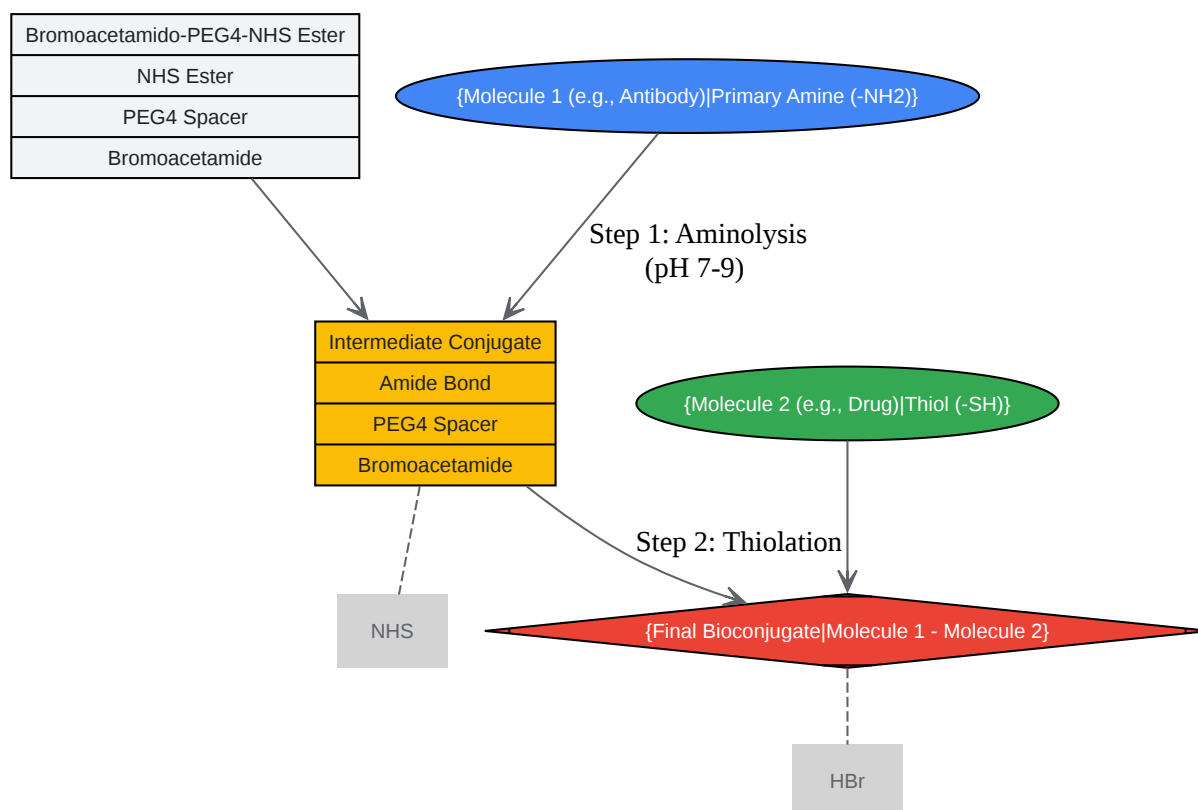 Bromoacetamido-PEG4-NHS Ester
NHS Ester
PEG4 Spacer
Bromoacetamide
{Molecule 1 (e.g., Antibody)|Primary Amine (-NH2)}
Step 1: Aminolysis
(pH 7-9)
Intermediate Conjugate
Amide Bond
PEG4 Spacer
Bromoacetamide
{Molecule 2 (e.g., Drug)|Thiol (-SH)}
Step 2: Thiolation
NHS
{Final Bioconjugate|Molecule 1 - Molecule 2}
HBr